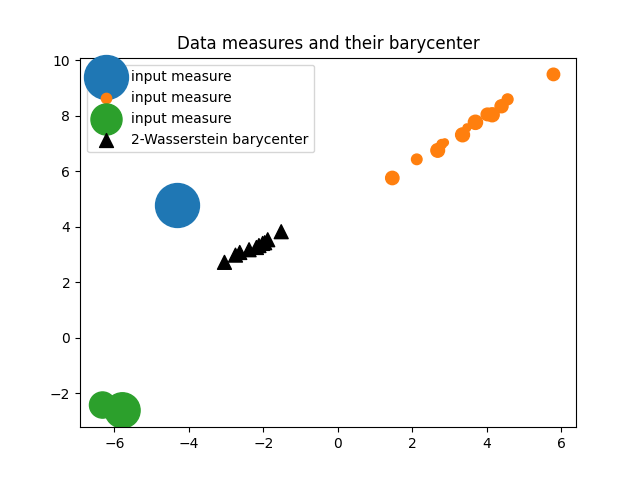 Data measures and their barycenter
10
8
6
4
2
0
−2
input measure
input measure
input measure
2-Wasserstein barycenter
−6 −4 −2 0 2 4 6